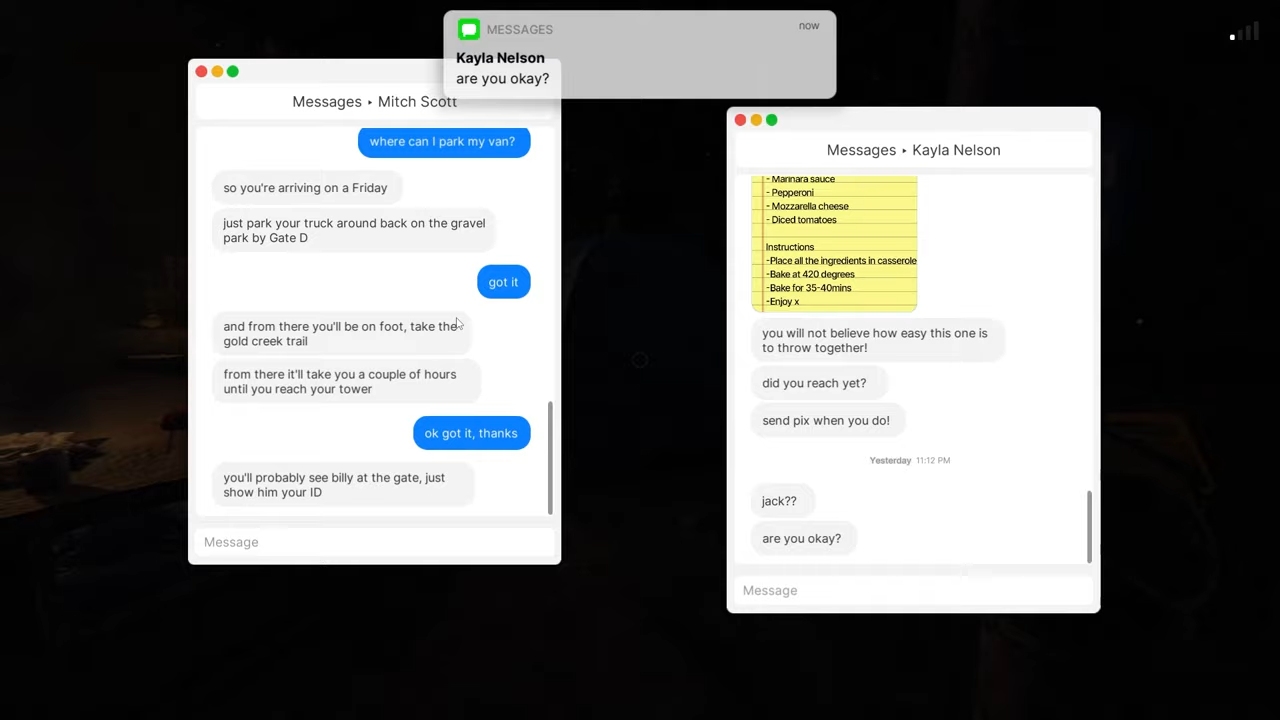 MESSAGES
now
Kayla Nelson
are you okay?
Messages ▸ Mitch Scott
where can I park my van?
so you're arriving on a Friday
just park your truck around back on the gravel
park by Gate D
got it
and from there you'll be on foot, take the
gold creek trail
from there it'll take you a couple of hours
until you reach your tower
ok got it, thanks
you'll probably see billy at the gate, just
show him your ID
Message
Messages ▸ Kayla Nelson
- Marinara sauce
- Pepperoni
- Mozzarella cheese
- Diced tomatoes
Instructions
-Place all the ingredients in casserole
-Bake at 420 degrees
-Bake for 35-40mins
-Enjoy x
you will not believe how easy this one is
to throw together!
did you reach yet?
send pix when you do!
Yesterday 11:12 PM
jack??
are you okay?
Message